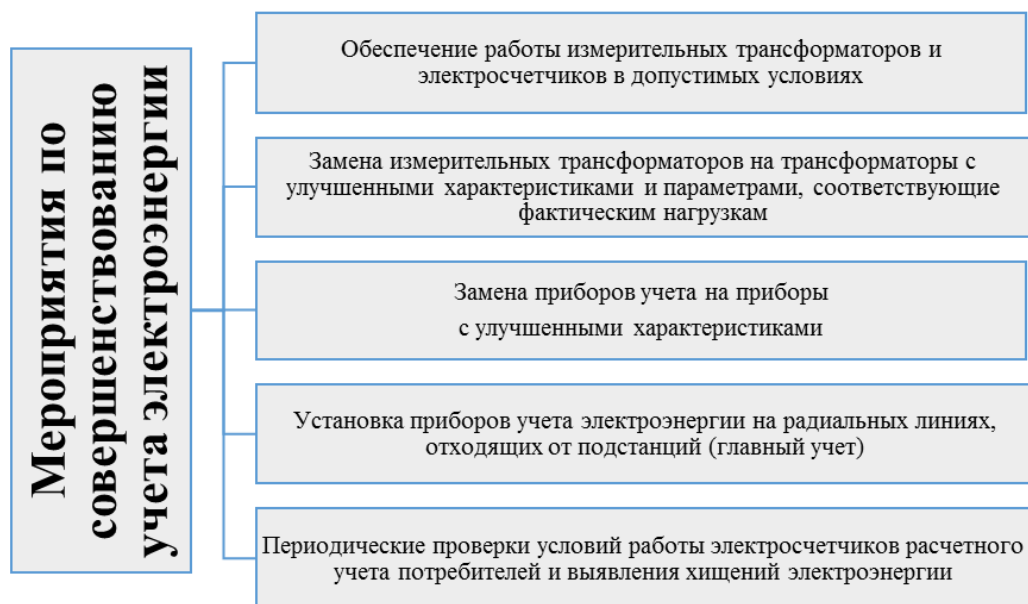 Мероприятия по
совершенствованию
учета электроэнергии
Обеспечение работы измерительных трансформаторов и
электросчетчиков в допустимых условиях
Замена измерительных трансформаторов на трансформаторы с
улучшенными характеристиками и параметрами, соответствующие
фактическим нагрузкам
Замена приборов учета на приборы
с улучшенными характеристиками
Установка приборов учета электроэнергии на радиальных линиях,
отходящих от подстанций (главный учет)
Периодические проверки условий работы электросчетчиков расчетного
учета потребителей и выявления хищений электроэнергии